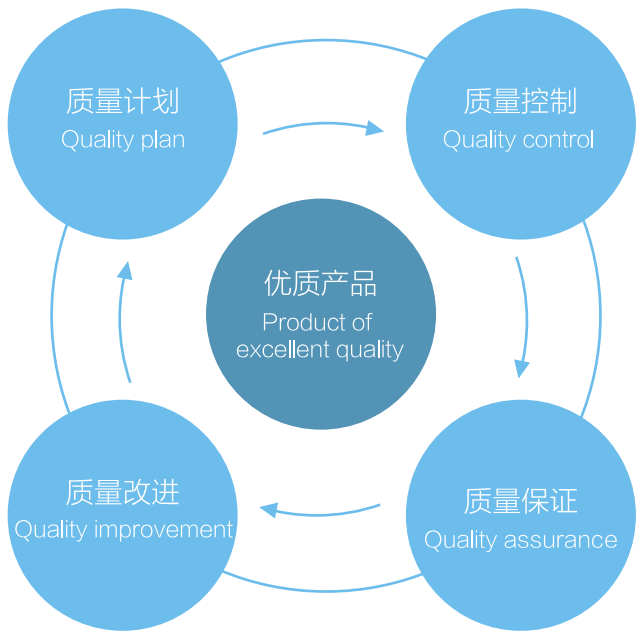 质量计划
Quality plan
质量控制
Quality control
优质产品
Product of
excellent quality
质量改进
Quality improvement
质量保证
Quality assurance